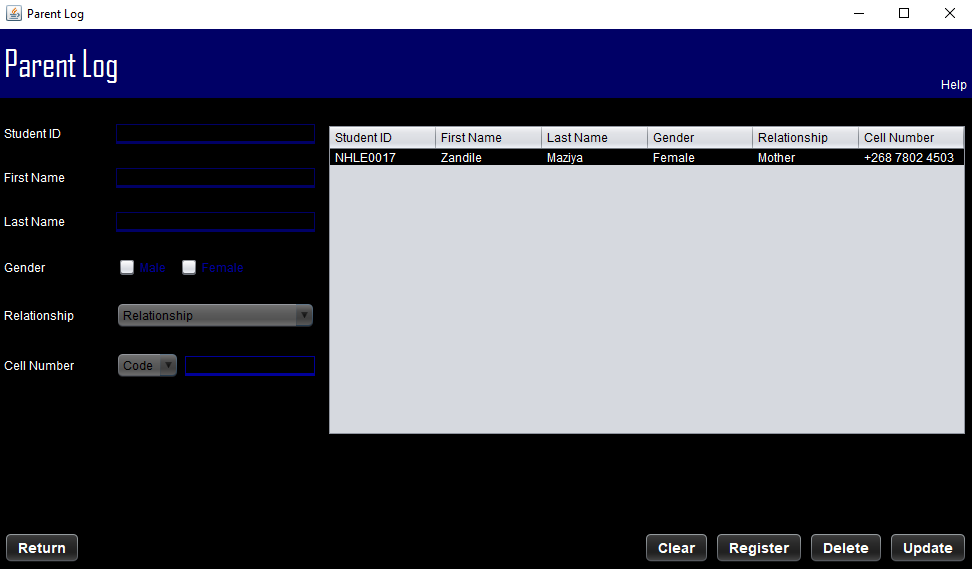 Parent Log
Parent Log
Help
Student ID
First Name
Last Name
Gender Male Female
Relationship Relationship
Cell Number Code
Student ID First Name Last Name Gender Relationship Cell Number
NHLE0017 Zandile Maziya Female Mother +268 7802 4503
Return Clear Register Delete Update